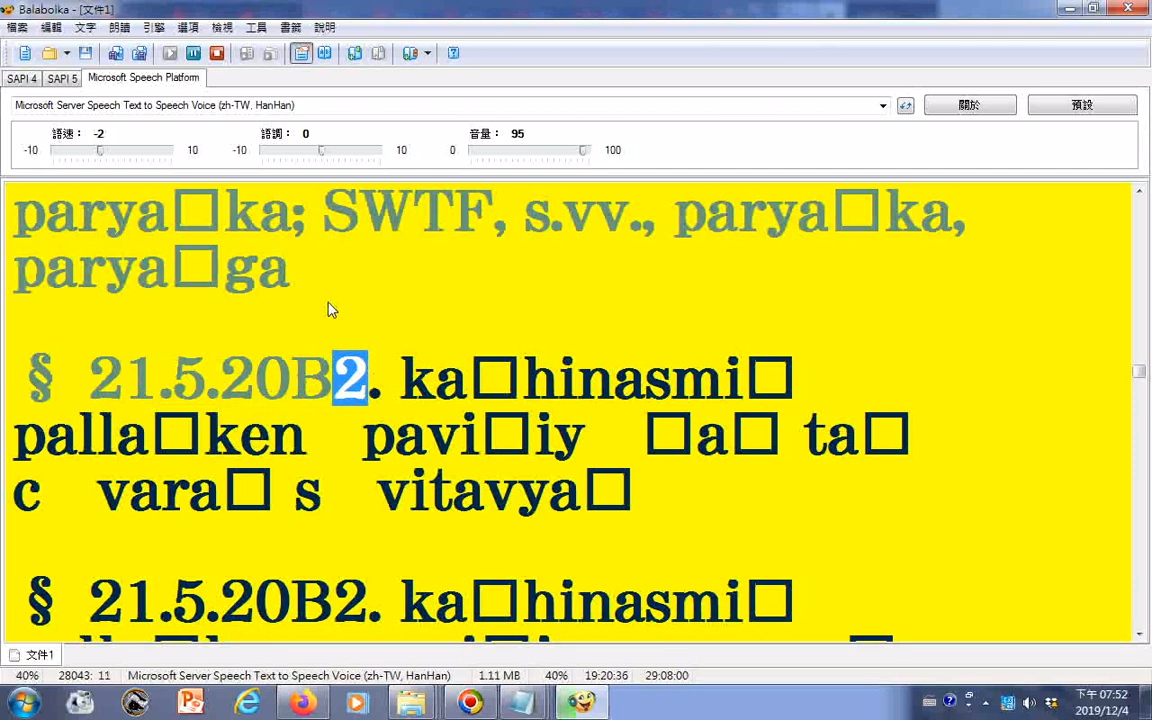 Balabolka - [文件1]
檔案 編輯 文字 朗讀 引擎 選項 檢視 工具 書籤 說明
SAPI 4 SAPI 5 Microsoft Speech Platform
Microsoft Server Speech Text to Speech Voice (zh-TW, HanHan) 關於 預設
語速： -2 語調： 0 音量： 95
-10 10 -10 10 0 100
parya□ka; SWTF, s.vv., parya□ka,
parya□ga
§ 21.5.20B2. ka□hinasmi□
palla□ken pavi□iy □a□ ta□
c vara□ s vitavya□
§ 21.5.20B2. ka□hinasmi□
文件1
40% 28043: 11 Microsoft Server Speech Text to Speech Voice (zh-TW, HanHan) 1.11 MB 40% 19:20:36 29:08:00
下午 07:52
2019/12/4